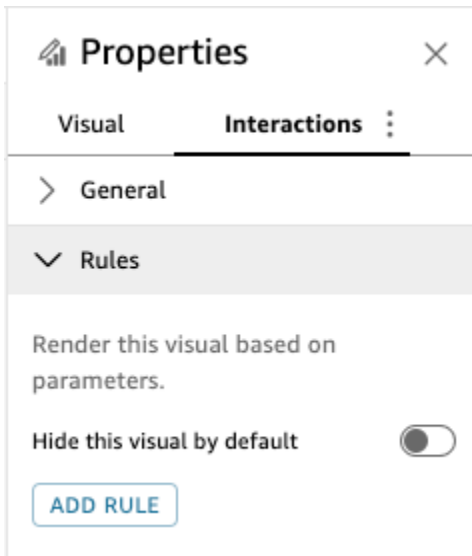 Properties
Visual Interactions
General
Rules
Render this visual based on
parameters.
Hide this visual by default
ADD RULE